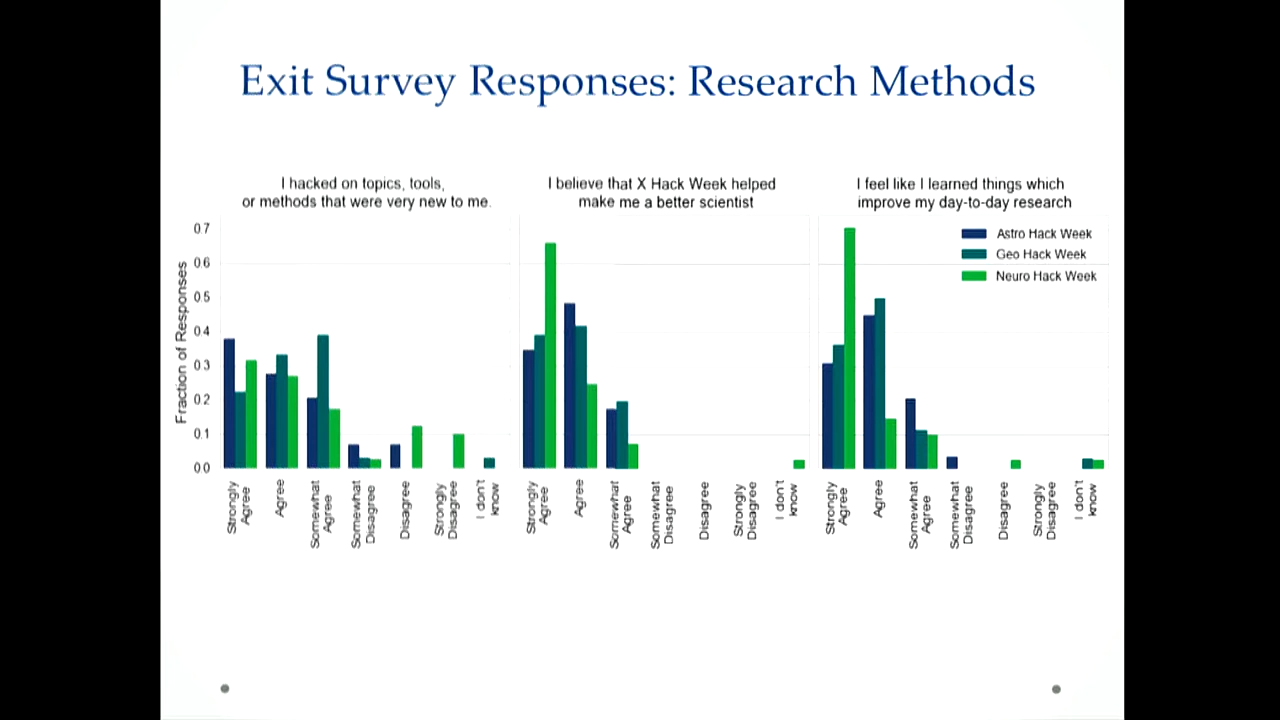 Exit Survey Responses: Research Methods
I hacked on topics, tools,
or methods that were very new to me.
I believe that X Hack Week helped
make me a better scientist
I feel like I learned things which
improve my day-to-day research
Astro Hack Week
Geo Hack Week
Neuro Hack Week
Fraction of Responses
0.7
0.6
0.5
0.4
0.3
0.2
0.1
0.0
Strongly
Agree
Agree
Somewhat
Agree
Somewhat
Disagree
Disagree
Strongly
Disagree
I don't
know
Strongly
Agree
Agree
Somewhat
Agree
Somewhat
Disagree
Disagree
Strongly
Disagree
I don't
know
Strongly
Agree
Agree
Somewhat
Agree
Somewhat
Disagree
Disagree
Strongly
Disagree
I don't
know